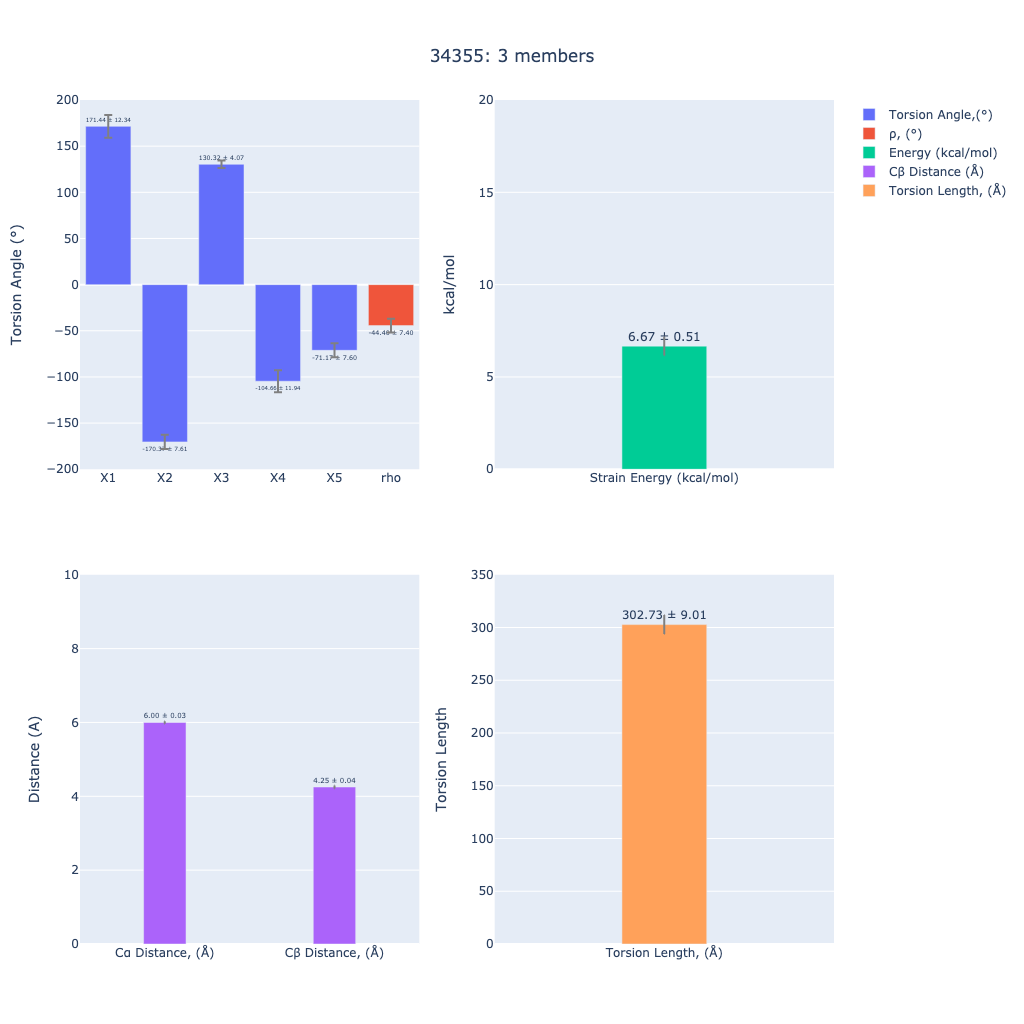 34355: 3 members
Torsion Angle (°)
200
150
100
50
0
−50
−100
−150
−200
171.44 ± 12.34
130.32 ± 4.07
-104.66 ± 11.94
-71.17 ± 7.60
-44.48 ± 7.40
± 7.61
X1 X2 X3 X4 X5 rho
kcal/mol
20
15
10
5
0
6.67 ± 0.51
Strain Energy (kcal/mol)
Torsion Angle,(°)
ρ, (°)
Energy (kcal/mol)
Cβ Distance (Å)
Torsion Length, (Å)
Distance (A)
10
8
6
4
2
0
6.00 ± 0.03
4.25 ± 0.04
Cα Distance, (Å) Cβ Distance, (Å)
Torsion Length
350
300
250
200
150
100
50
0
302.73 ± 9.01
Torsion Length, (Å)